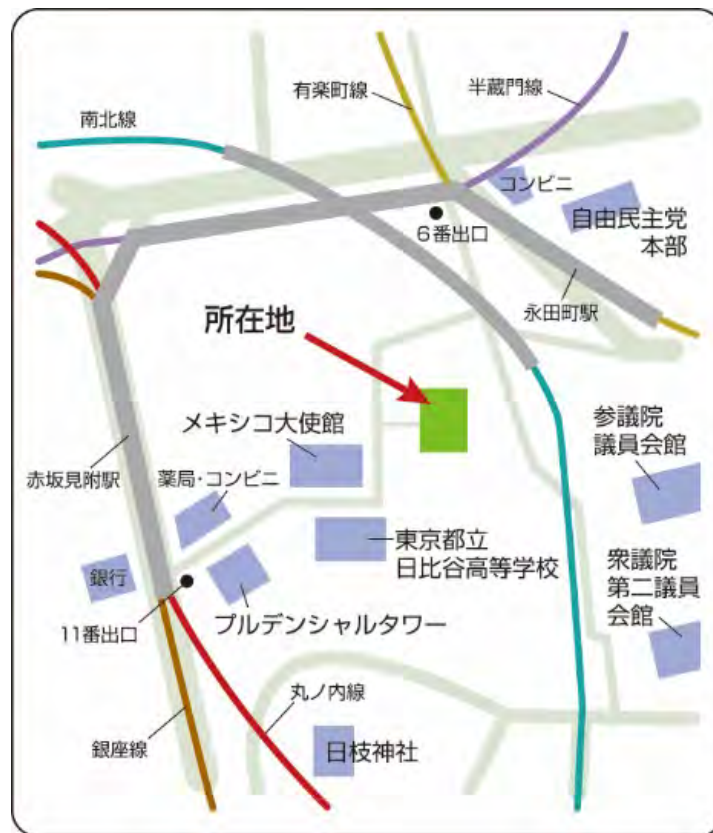 有楽町線
半蔵門線
南北線
コンビニ
6番出口
自由民主党
本部
永田町駅
所在地
メキシコ大使館
参議院
議員会館
赤坂見附駅
薬局・コンビニ
東京都立
日比谷高等学校
銀行
衆議院
第二議員
会館
11番出口
プルデンシャルタワー
丸ノ内線
銀座線
日枝神社